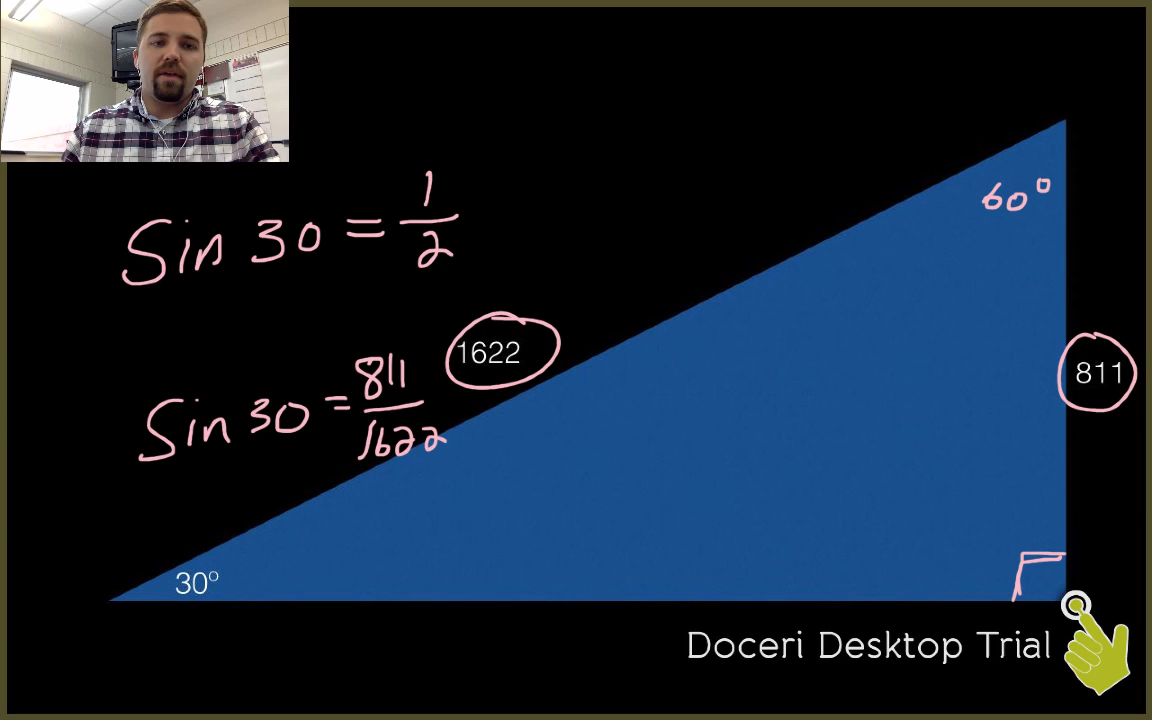 60°
Sin 30 = 1/2
1622
811
Sin 30 = 811/1622
30°
Doceri Desktop Trial